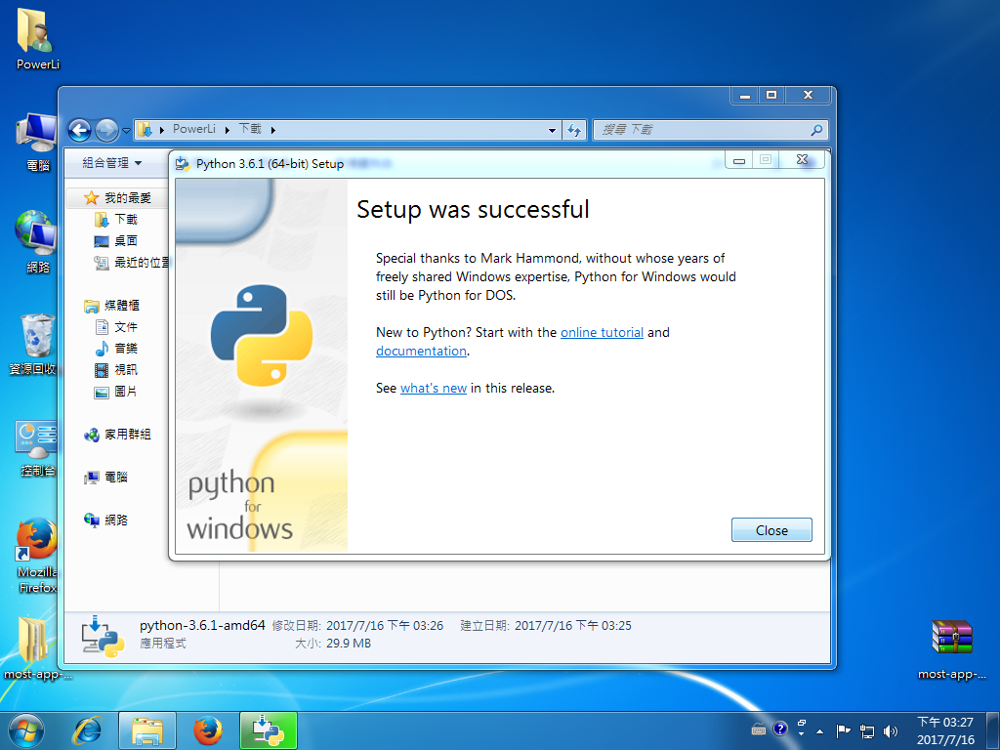 PowerLi
電腦
網路
資源回收
控制台
Mozilla
Firefox
most-app-...
PowerLi
下載
搜尋 下載
組合管理
我的最愛
下載
桌面
最近的位置
媒體櫃
文件
音樂
視訊
圖片
家用群組
電腦
網路
Python 3.6.1 (64-bit) Setup
Setup was successful
Special thanks to Mark Hammond, without whose years of
freely shared Windows expertise, Python for Windows would
still be Python for DOS.
New to Python? Start with the online tutorial and
documentation.
See what's new in this release.
python
for
windows
Close
python-3.6.1-amd64 修改日期: 2017/7/16 下午 03:26 建立日期: 2017/7/16 下午 03:25
應用程式 大小: 29.9 MB
most-app-...
下午 03:27
2017/7/16